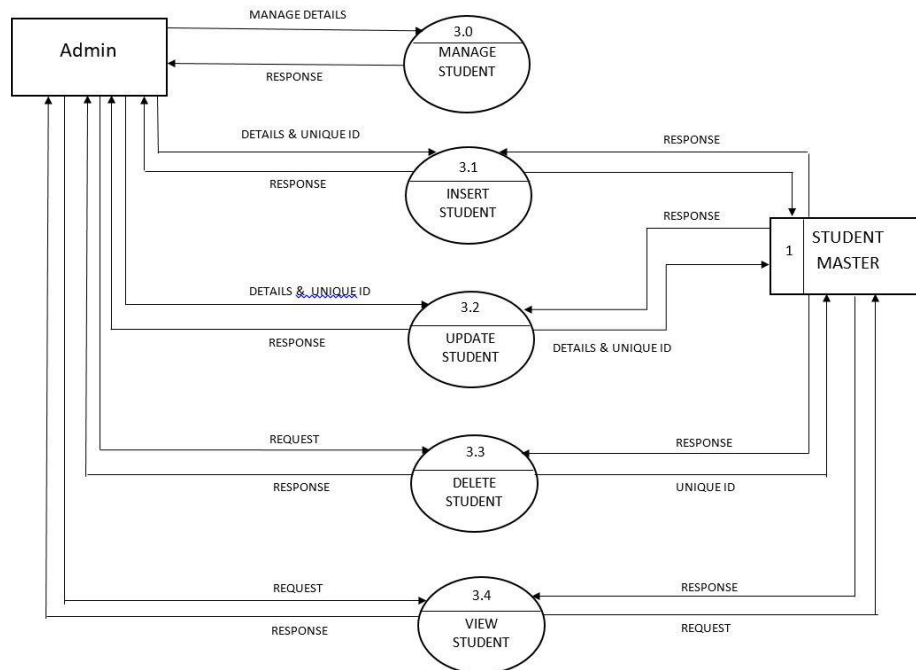 MANAGE DETAILS
Admin
3.0
MANAGE
STUDENT
RESPONSE
DETAILS & UNIQUE ID
RESPONSE
3.1
INSERT
STUDENT
RESPONSE
RESPONSE
1
STUDENT
MASTER
DETAILS & UNIQUE ID
3.2
UPDATE
STUDENT
RESPONSE
DETAILS & UNIQUE ID
REQUEST
3.3
DELETE
STUDENT
RESPONSE
RESPONSE
UNIQUE ID
REQUEST
3.4
VIEW
STUDENT
RESPONSE
RESPONSE
REQUEST